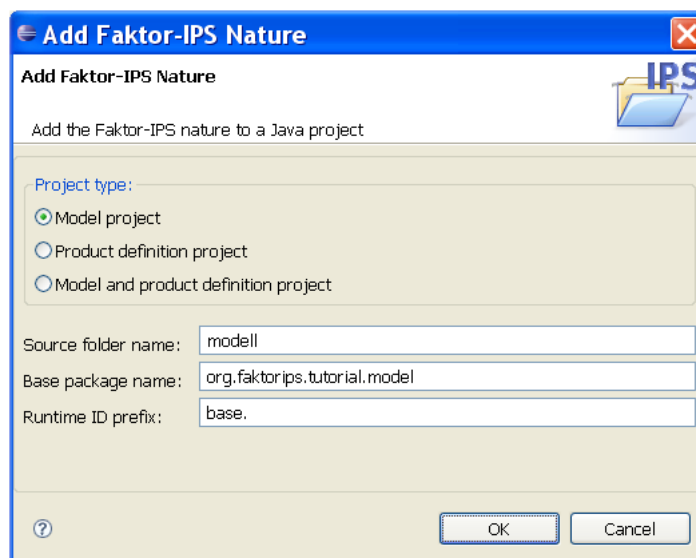 Add Faktor-IPS Nature
Add Faktor-IPS Nature
IPS
Add the Faktor-IPS nature to a Java project
Project type:
Model project
Product definition project
Model and product definition project
Source folder name: modell
Base package name: org.faktorips.tutorial.model
Runtime ID prefix: base.
? OK Cancel